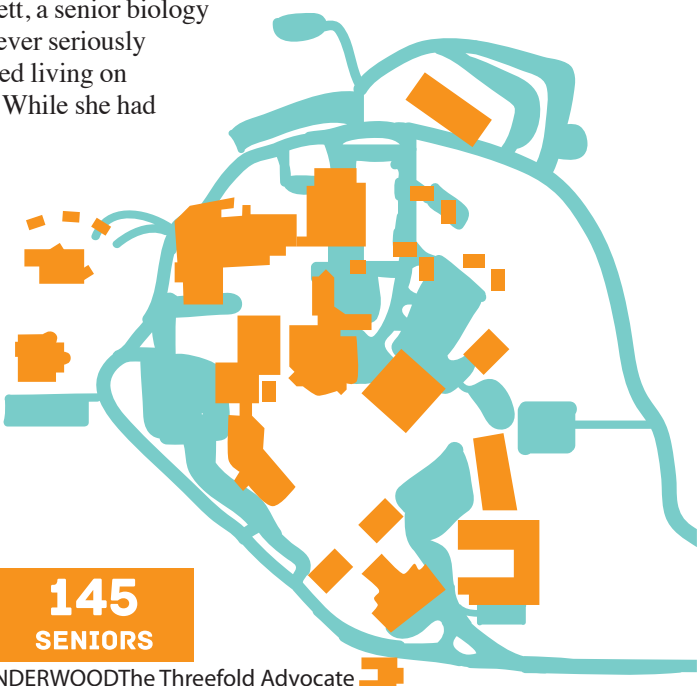 ett, a senior biology
ever seriously
ed living on
While she had
145
SENIORS
NDERWOODThe Threefold Advocate